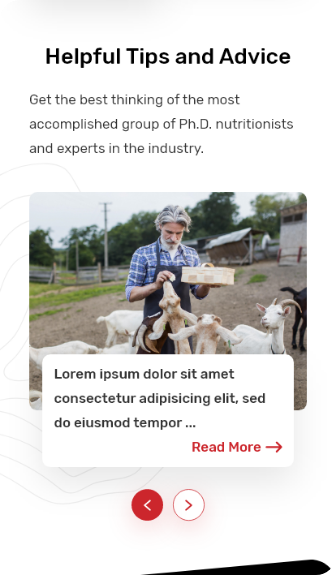 Helpful Tips and Advice
Get the best thinking of the most
accomplished group of Ph.D. nutritionists
and experts in the industry.
Lorem ipsum dolor sit amet
consectetur adipisicing elit, sed
do eiusmod tempor ...
Read More